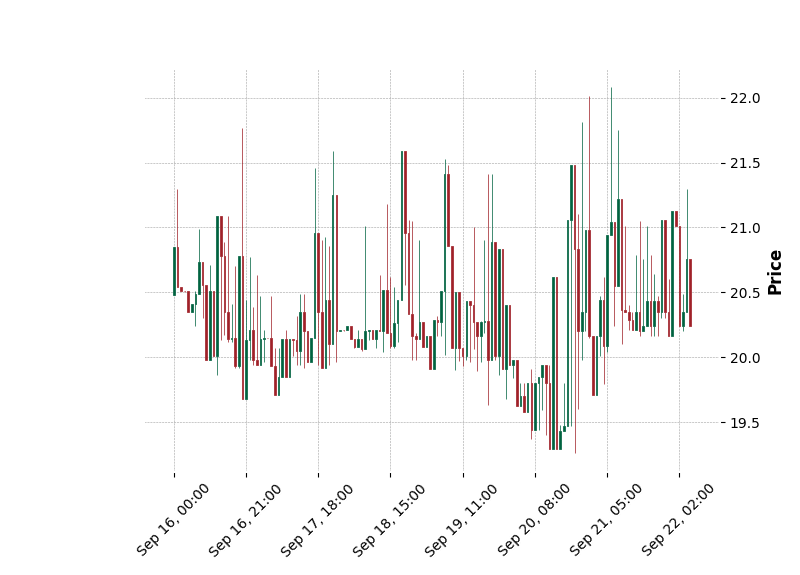 22.0
21.5
21.0
20.5
20.0
19.5
Price
Sep 16, 00:00
Sep 16, 21:00
Sep 17, 18:00
Sep 18, 15:00
Sep 19, 11:00
Sep 20, 08:00
Sep 21, 05:00
Sep 22, 02:00